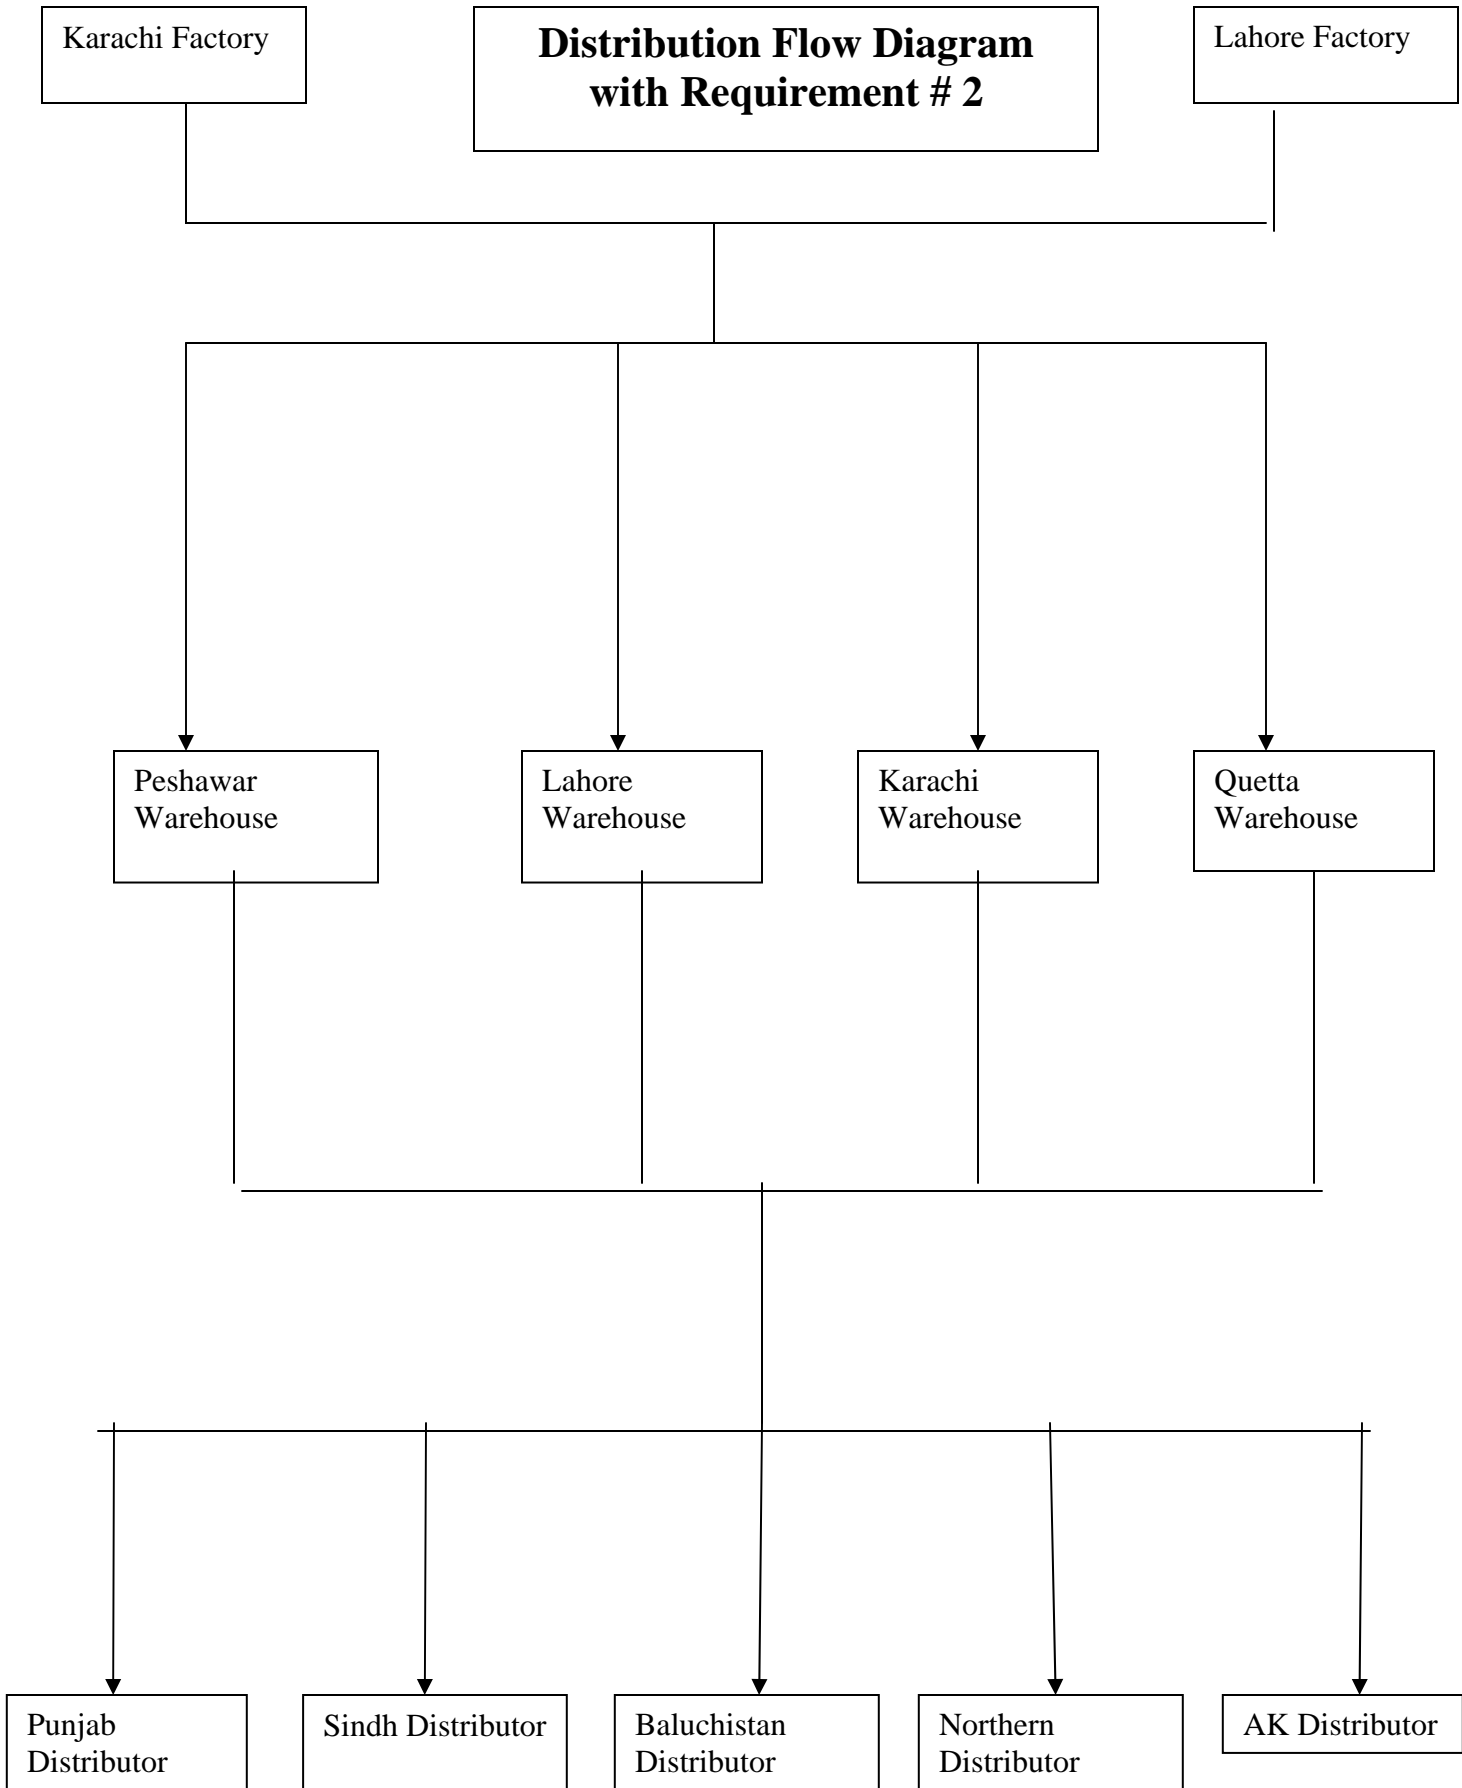 Karachi Factory
Distribution Flow Diagram
with Requirement # 2
Lahore Factory
Peshawar
Warehouse
Lahore
Warehouse
Karachi
Warehouse
Quetta
Warehouse
Punjab
Distributor
Sindh Distributor
Baluchistan
Distributor
Northern
Distributor
AK Distributor